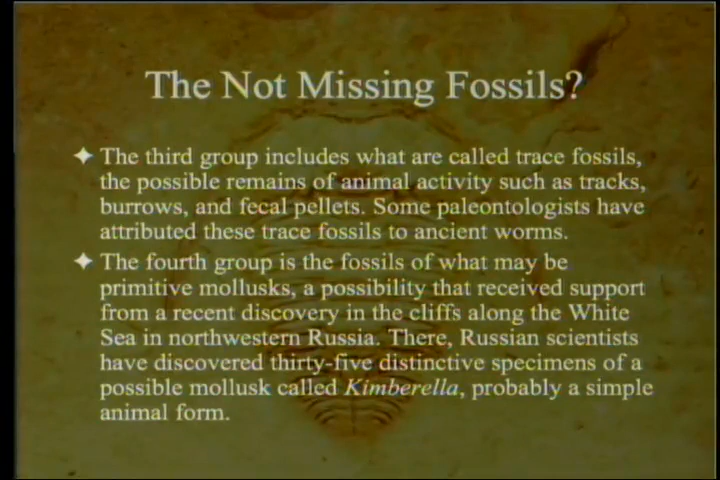 The Not Missing Fossils?
✦ The third group includes what are called trace fossils,
the possible remains of animal activity such as tracks,
burrows, and fecal pellets. Some paleontologists have
attributed these trace fossils to ancient worms.
✦ The fourth group is the fossils of what may be
primitive mollusks, a possibility that received support
from a recent discovery in the cliffs along the White
Sea in northwestern Russia. There, Russian scientists
have discovered thirty-five distinctive specimens of a
possible mollusk called Kimberella, probably a simple
animal form.